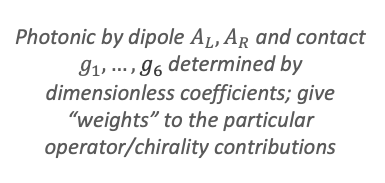 Photonic by dipole A_L, A_R and contact
g_1, …, g_6 determined by
dimensionless coefficients; give
“weights” to the particular
operator/chirality contributions